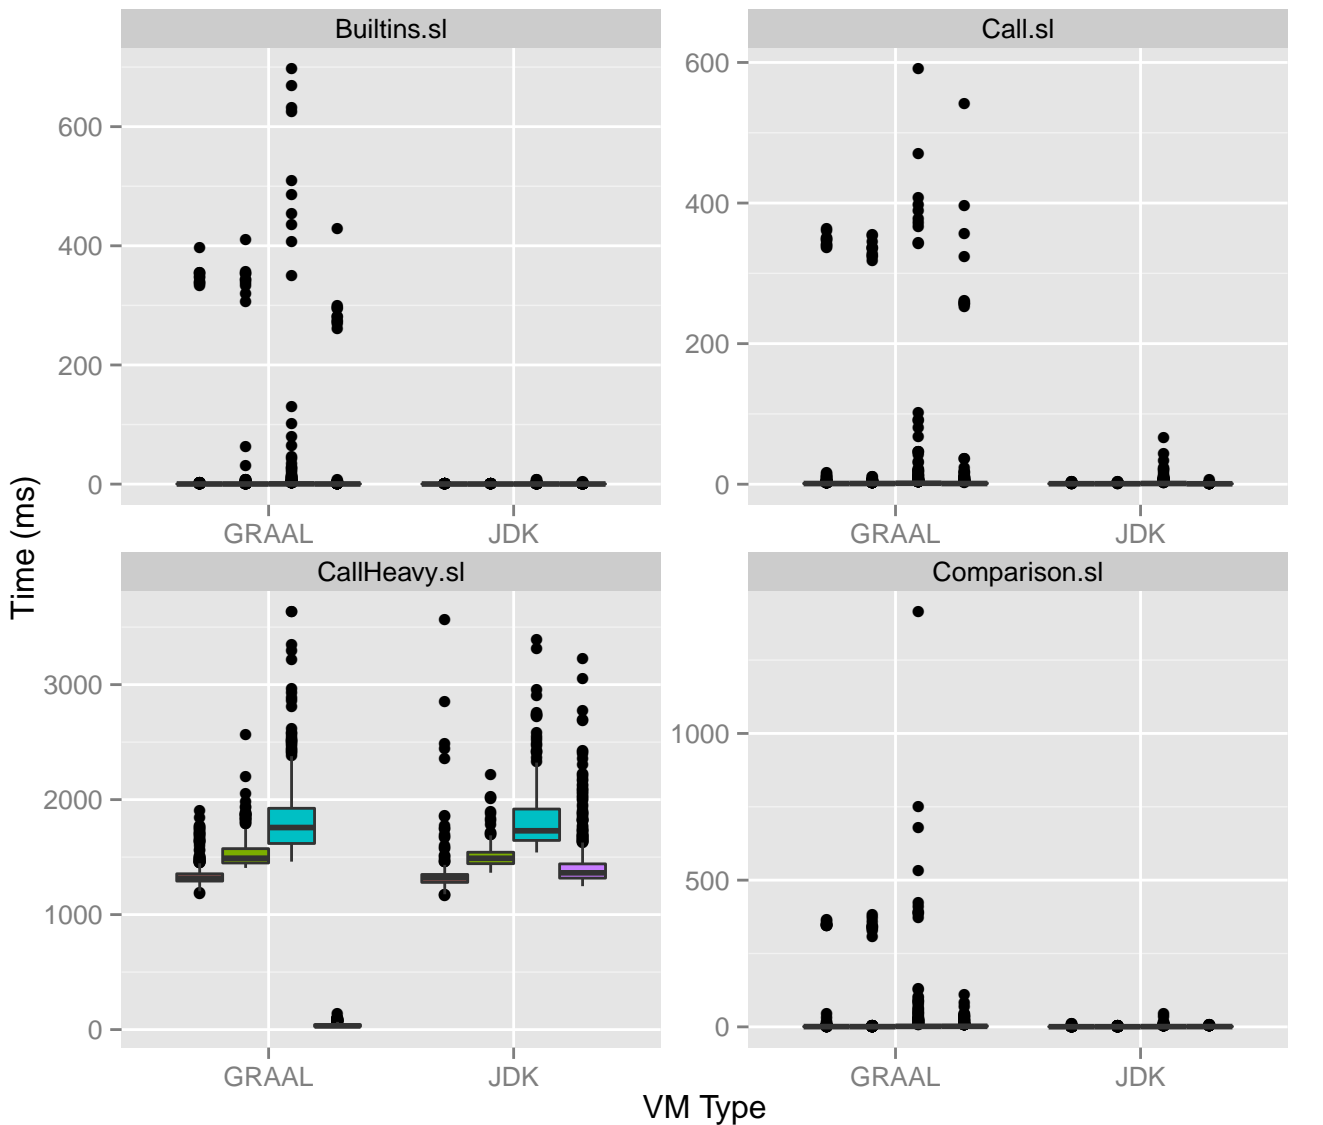 Builtins.sl
Call.sl
600
400
200
0
600
400
200
0
GRAAL
JDK
GRAAL
JDK
CallHeavy.sl
Comparison.sl
3000
2000
1000
0
1000
500
0
GRAAL
JDK
GRAAL
JDK
Time (ms)
VM Type